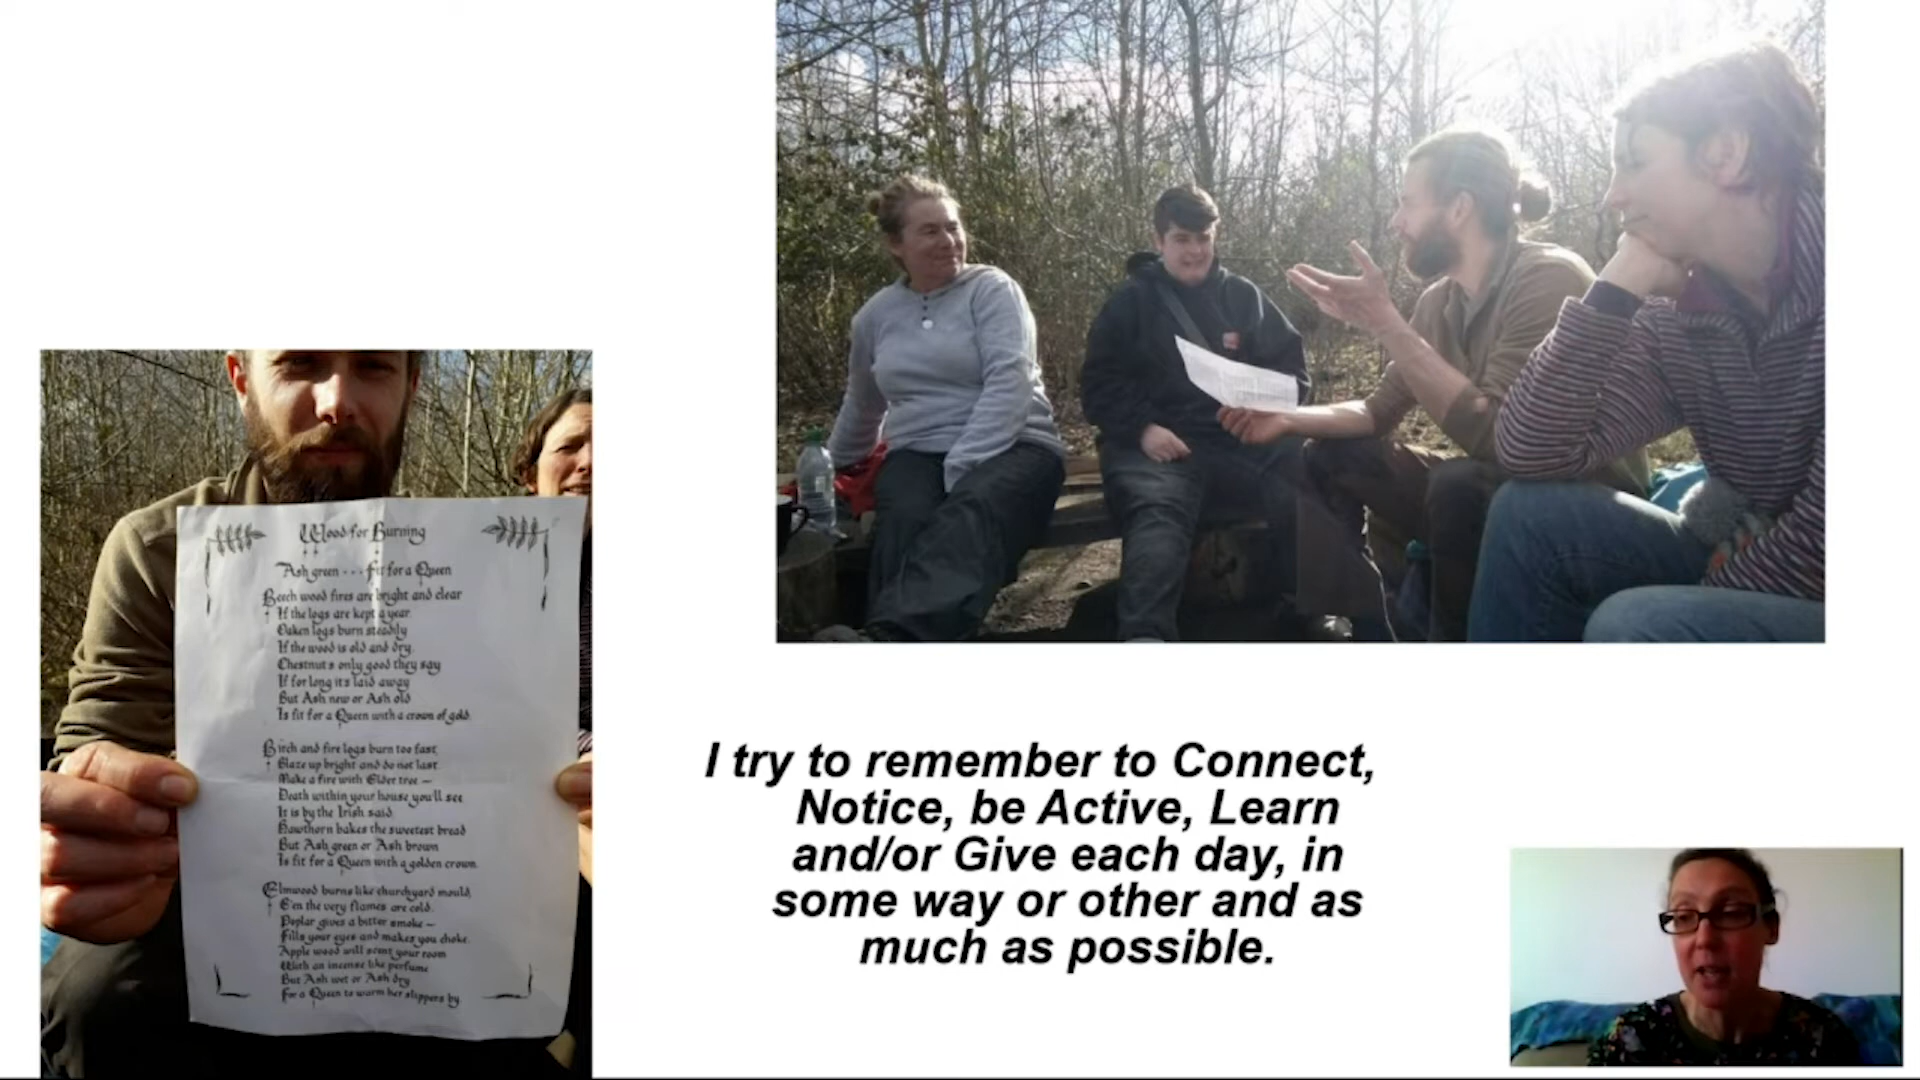 Wood for Burning
Ash green - - - fit for a Queen
Beech wood fires are bright and clear
If the logs are kept a year.
Oaken logs burn steadily
If the wood is old and dry.
Chestnut's only good they say
If for long it's laid away
But Ash new or Ash old
Is fit for a Queen with a crown of gold.
Birch and fire logs burn too fast,
Blaze up bright and do not last.
Make a fire with Elder tree —
Death within your house you'll see
It is by the Irish said
Hawthorn bakes the sweetest bread
But Ash green or Ash brown
Is fit for a Queen with a golden crown.
Elmwood burns like churchyard mould,
E'en the very flames are cold.
Poplar gives a bitter smoke —
Fills your eyes and makes you choke.
Apple wood will scent your room
With an incense like perfume
But Ash wet or Ash dry
For a Queen to warm her slippers by
I try to remember to Connect,
Notice, be Active, Learn
and/or Give each day, in
some way or other and as
much as possible.